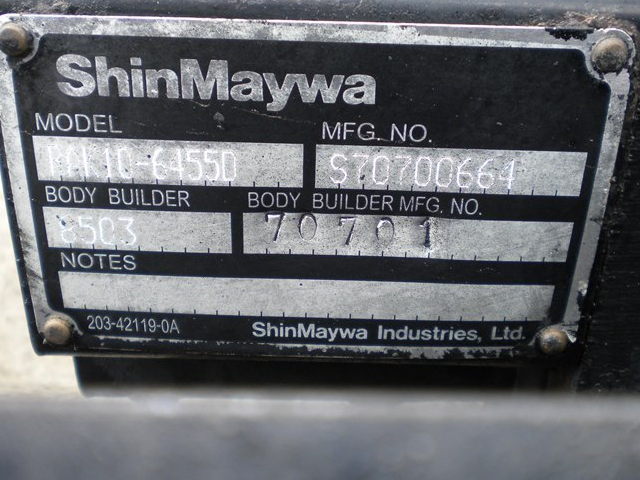 ShinMaywa
MODEL MFG. NO.
S70700664
BODY BUILDER BODY BUILDER MFG. NO.
6503 70701
NOTES
203-42119-0A ShinMaywa Industries, Ltd.